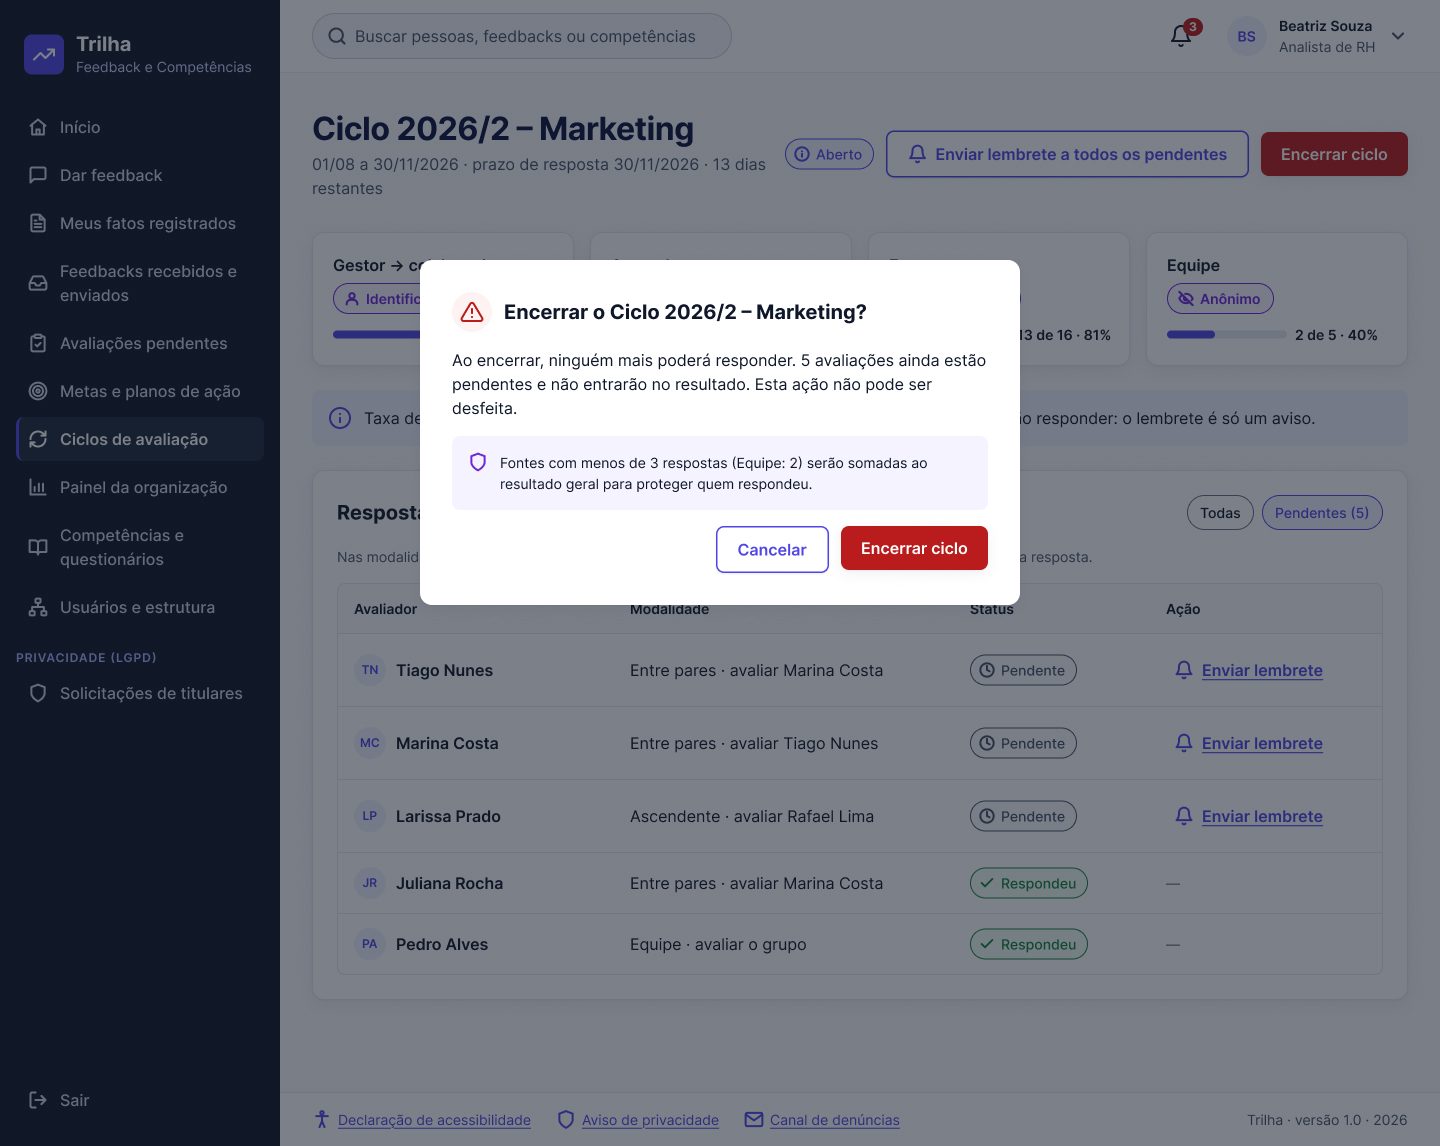 Trilha
Feedback e Competências
Início
Dar feedback
Meus fatos registrados
Feedbacks recebidos e
enviados
Avaliações pendentes
Metas e planos de ação
Ciclos de avaliação
Painel da organização
Competências e
questionários
Usuários e estrutura
PRIVACIDADE (LGPD)
Solicitações de titulares
Sair
Buscar pessoas, feedbacks ou competências
3
BS
Beatriz Souza
Analista de RH
Ciclo 2026/2 – Marketing
01/08 a 30/11/2026 · prazo de resposta 30/11/2026 · 13 dias
restantes
Aberto
Enviar lembrete a todos os pendentes
Encerrar ciclo
Gestor →
Equipe
Anônimo
13 de 16 · 81%
2 de 5 · 40%
Encerrar o Ciclo 2026/2 – Marketing?
Ao encerrar, ninguém mais poderá responder. 5 avaliações ainda estão
pendentes e não entrarão no resultado. Esta ação não pode ser
desfeita.
Fontes com menos de 3 respostas (Equipe: 2) serão somadas ao
resultado geral para proteger quem respondeu.
Cancelar
Encerrar ciclo
Taxa de
responder: o lembrete é só um aviso.
Todas
Pendentes (5)
Nas
a resposta.
Avaliador
Modalidade
Status
Ação
TN
Tiago Nunes
Entre pares · avaliar Marina Costa
Pendente
Enviar lembrete
MC
Marina Costa
Entre pares · avaliar Tiago Nunes
Pendente
Enviar lembrete
LP
Larissa Prado
Ascendente · avaliar Rafael Lima
Pendente
Enviar lembrete
JR
Juliana Rocha
Entre pares · avaliar Marina Costa
Respondeu
—
PA
Pedro Alves
Equipe · avaliar o grupo
Respondeu
—
Declaração de acessibilidade
Aviso de privacidade
Canal de denúncias
Trilha · versão 1.0 · 2026